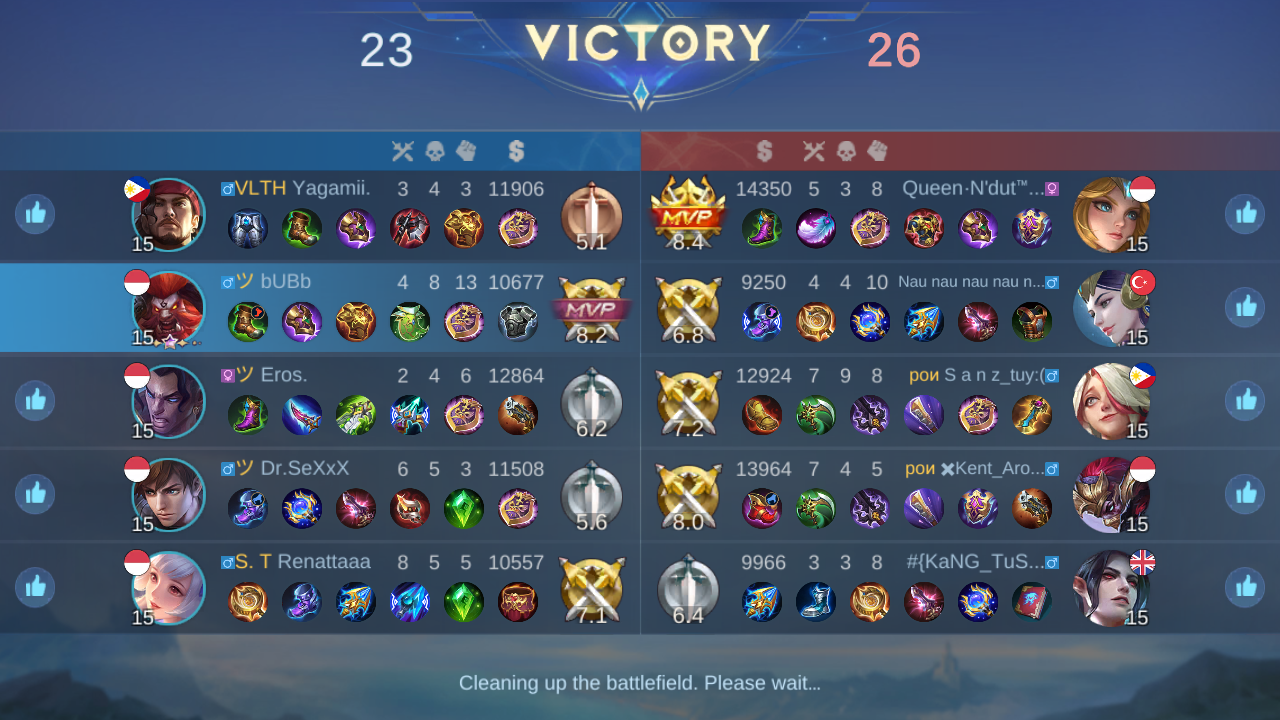 23 VICTORY 26
VLTH Yagamii. 3 4 3 11906
15 5.1
MVP 8.4 14350 5 3 8 Queen·N'dut™...
15
ツ bUBb 4 8 13 10677
15 MVP 8.2
6.8 9250 4 4 10 Nau nau nau nau n...
15
ツ Eros. 2 4 6 12864
15 6.2
7.2 12924 7 9 8 рои S a n z_tuy:(
15
ツ Dr.SeXxX 6 5 3 11508
15 5.6
8.0 13964 7 4 5 рои ✖Kent_Aro...
15
S. T Renattaaa 8 5 5 10557
15 7.1
6.4 9966 3 3 8 #{KaNG_TuS...
15
Cleaning up the battlefield. Please wait...